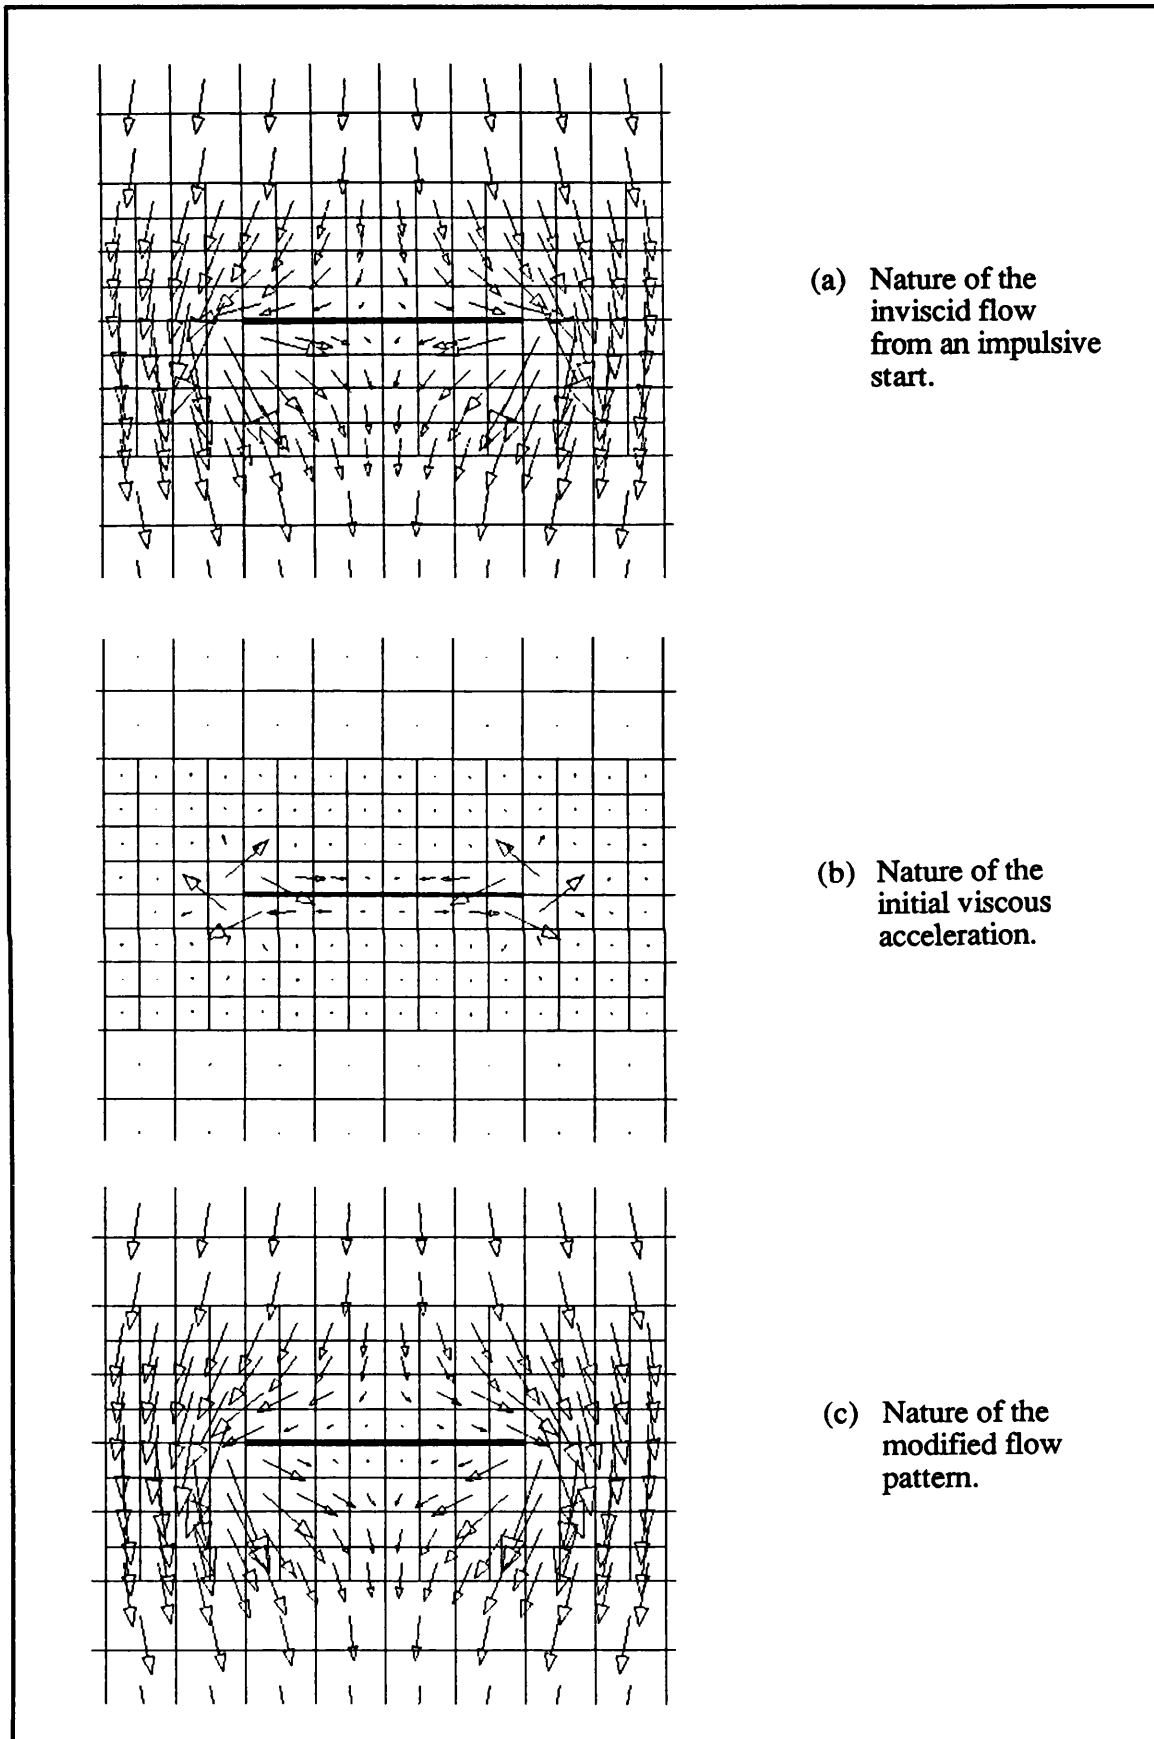 (a) Nature of the
inviscid flow
from an impulsive
start.
(b) Nature of the
initial viscous
acceleration.
(c) Nature of the
modified flow
pattern.